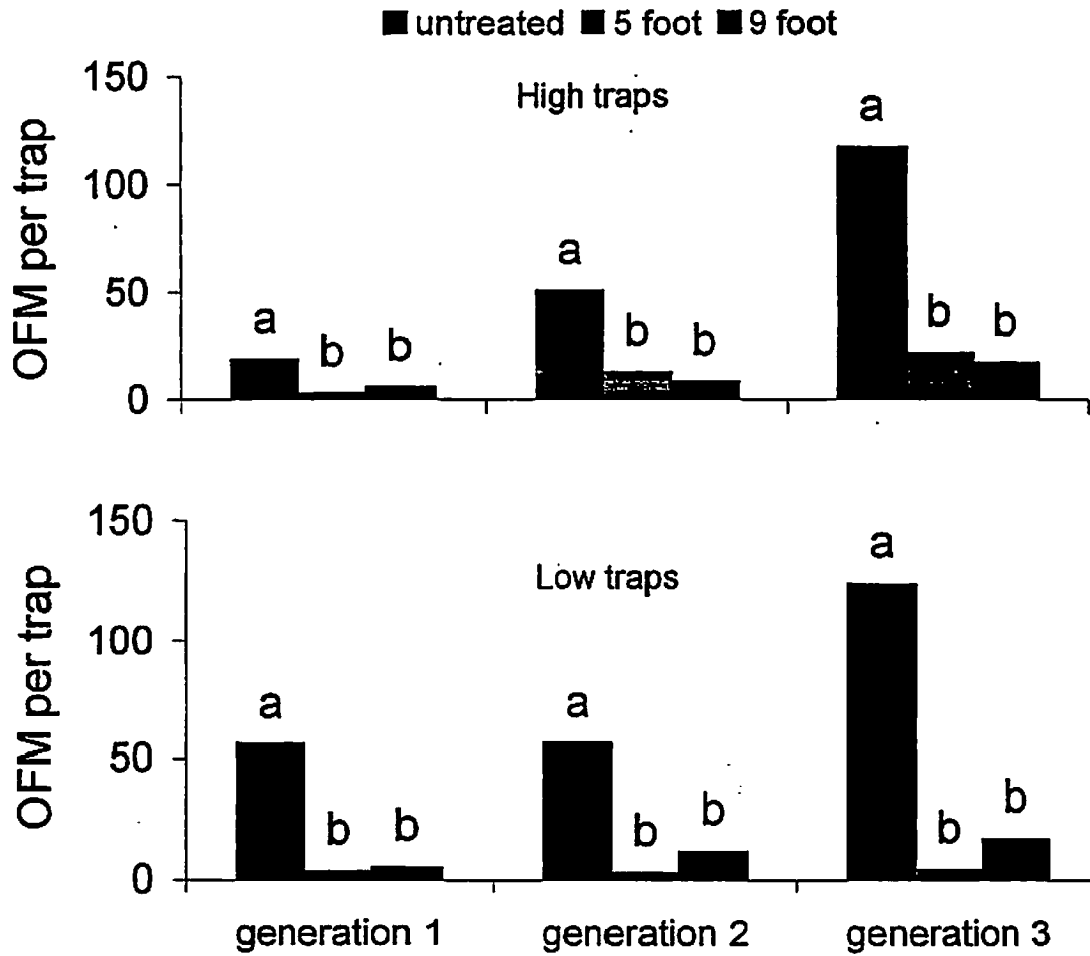 untreated 5 foot 9 foot
High traps
OFM per trap
150
100
50
0
a b b
a b b
a b b
Low traps
OFM per trap
150
100
50
0
a b b
a b b
a b b
generation 1 generation 2 generation 3